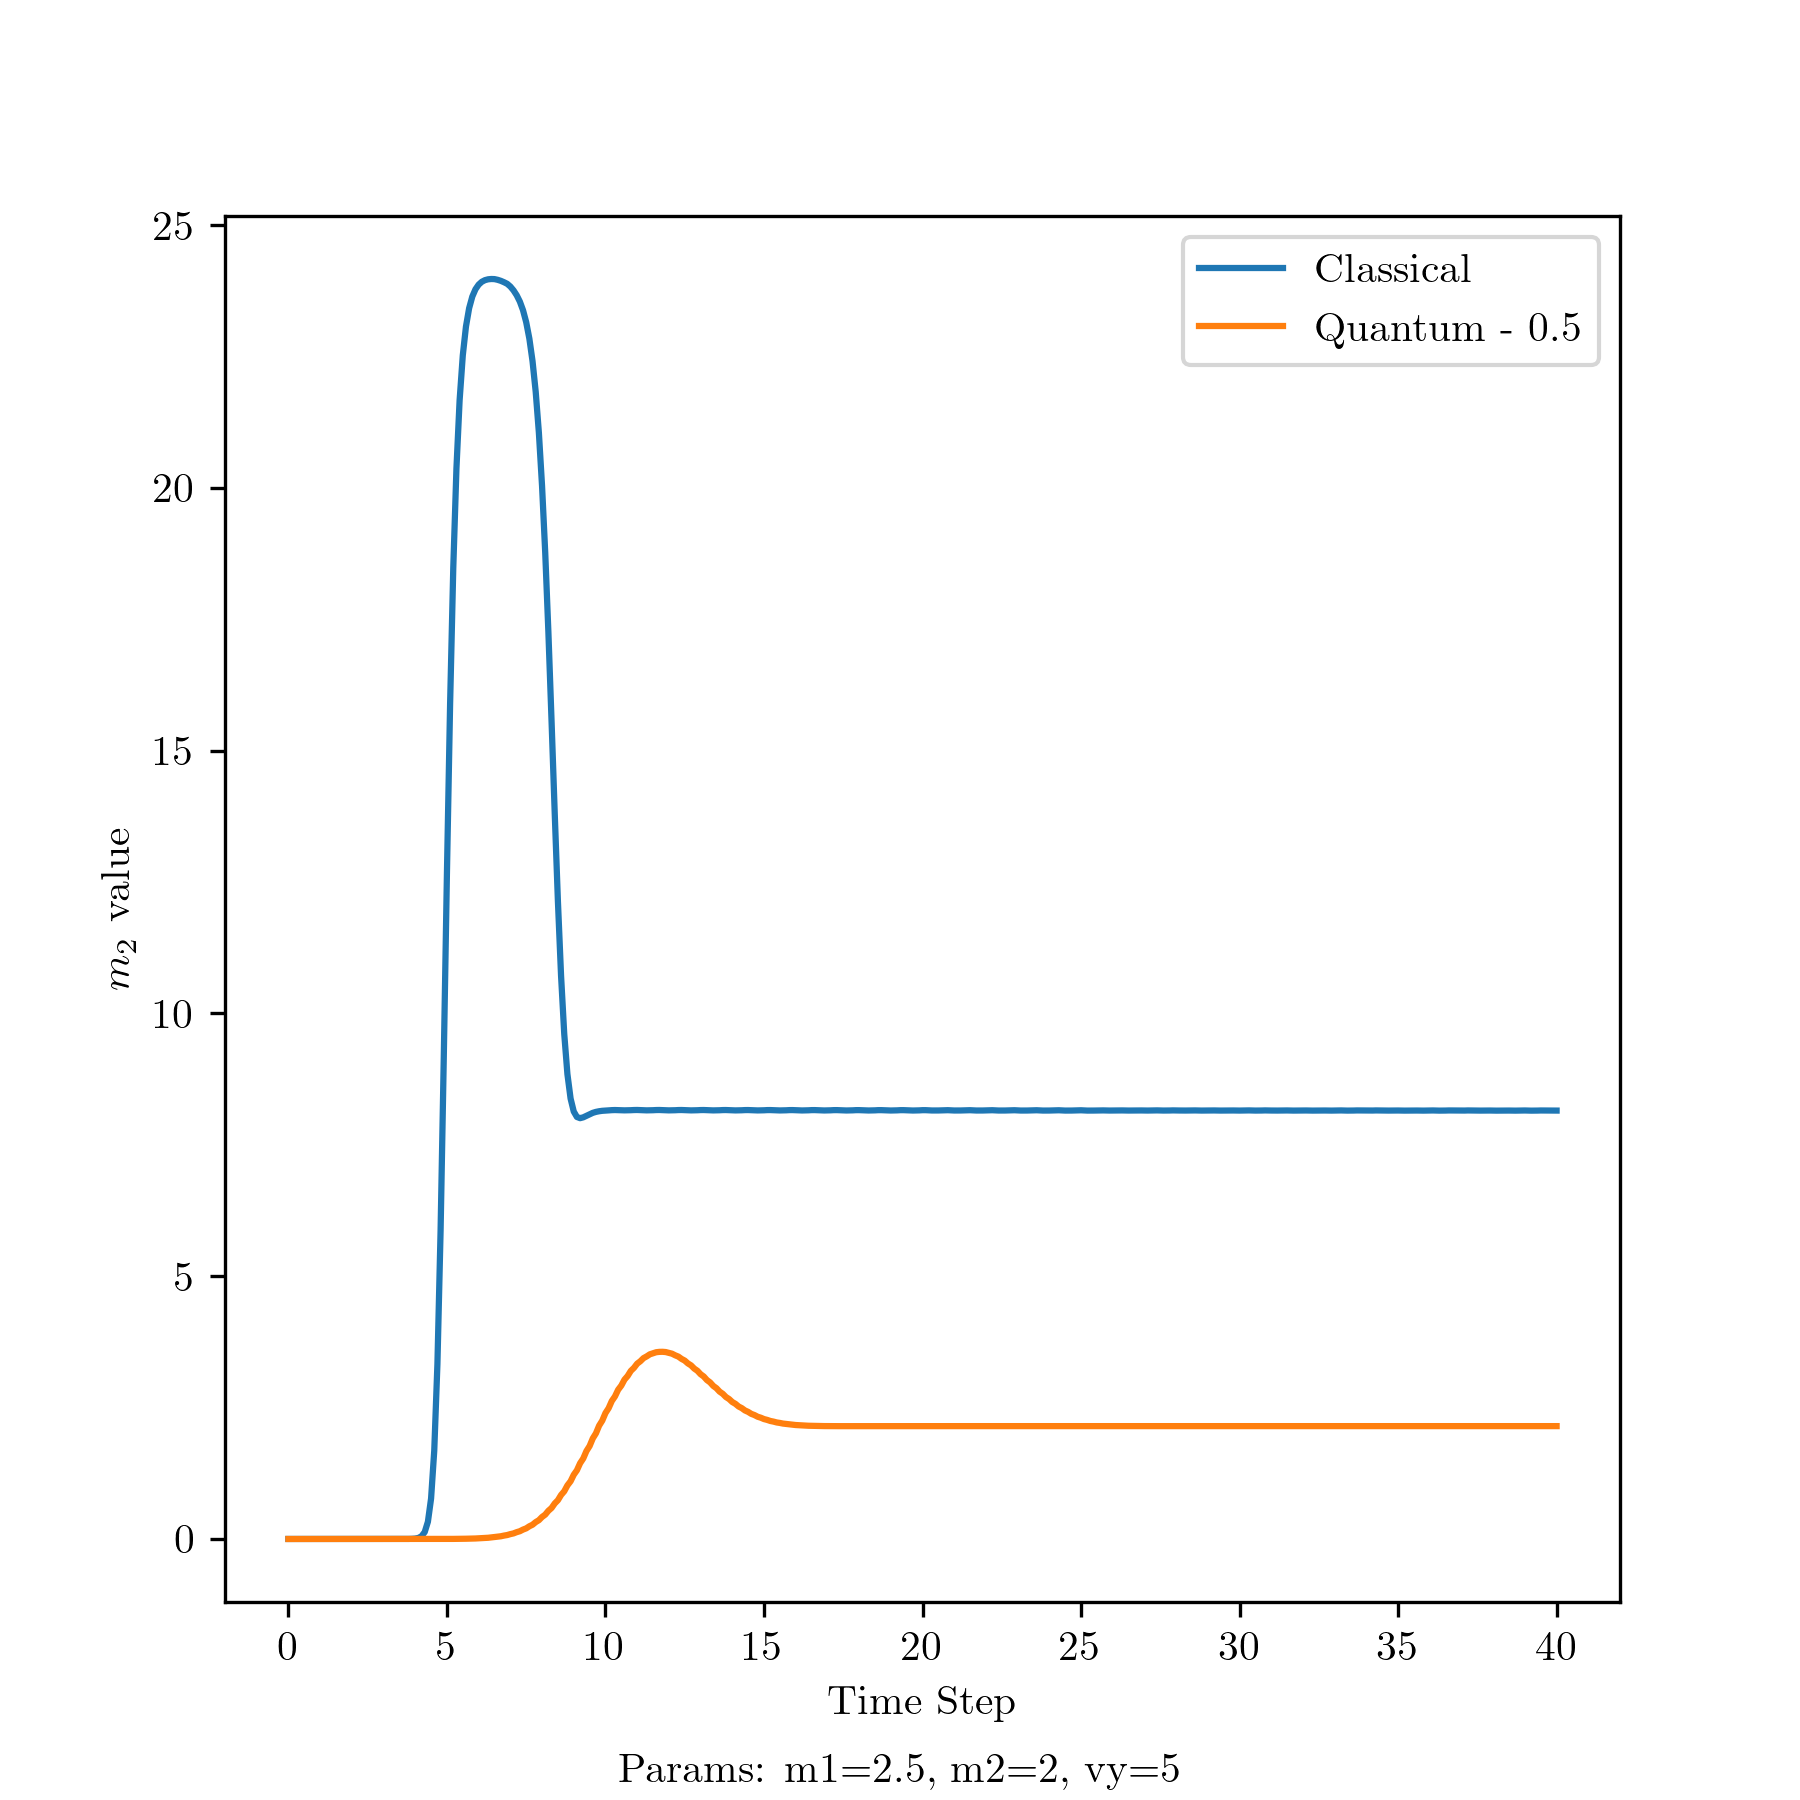 25
20
15
10
5
0
m₂ value
Classical
Quantum - 0.5
0 5 10 15 20 25 30 35 40
Time Step
Params: m1=2.5, m2=2, vy=5